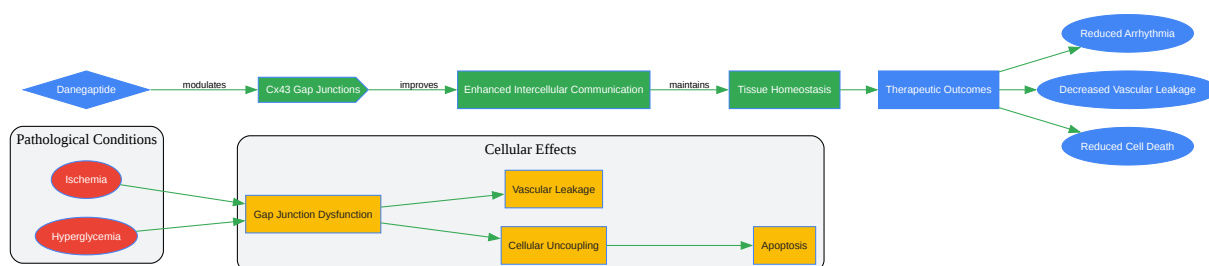 Danegaptide
modulates
Cx43 Gap Junctions
improves
Enhanced Intercellular Communication
maintains
Tissue Homeostasis
Therapeutic Outcomes
Reduced Arrhythmia
Decreased Vascular Leakage
Reduced Cell Death
Pathological Conditions
Ischemia
Hyperglycemia
Cellular Effects
Gap Junction Dysfunction
Vascular Leakage
Cellular Uncoupling
Apoptosis